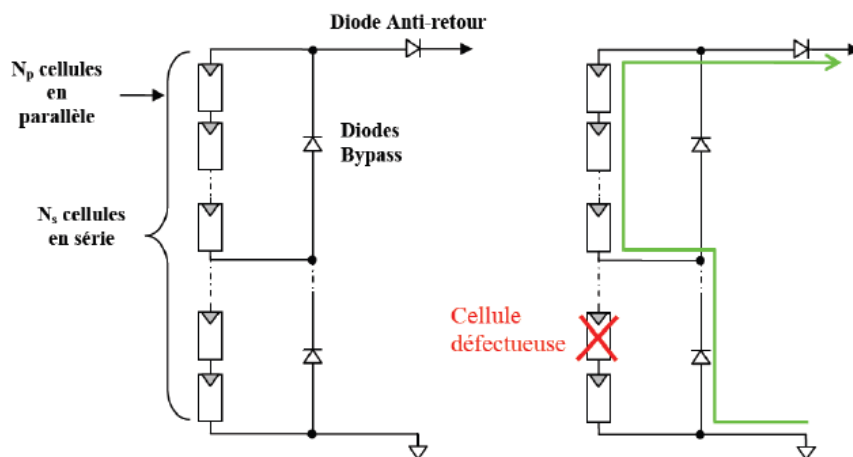 Diode Anti-retour
Np cellules
en
parallèle
Diodes
Bypass
Ns cellules
en série
Cellule
défectueuse